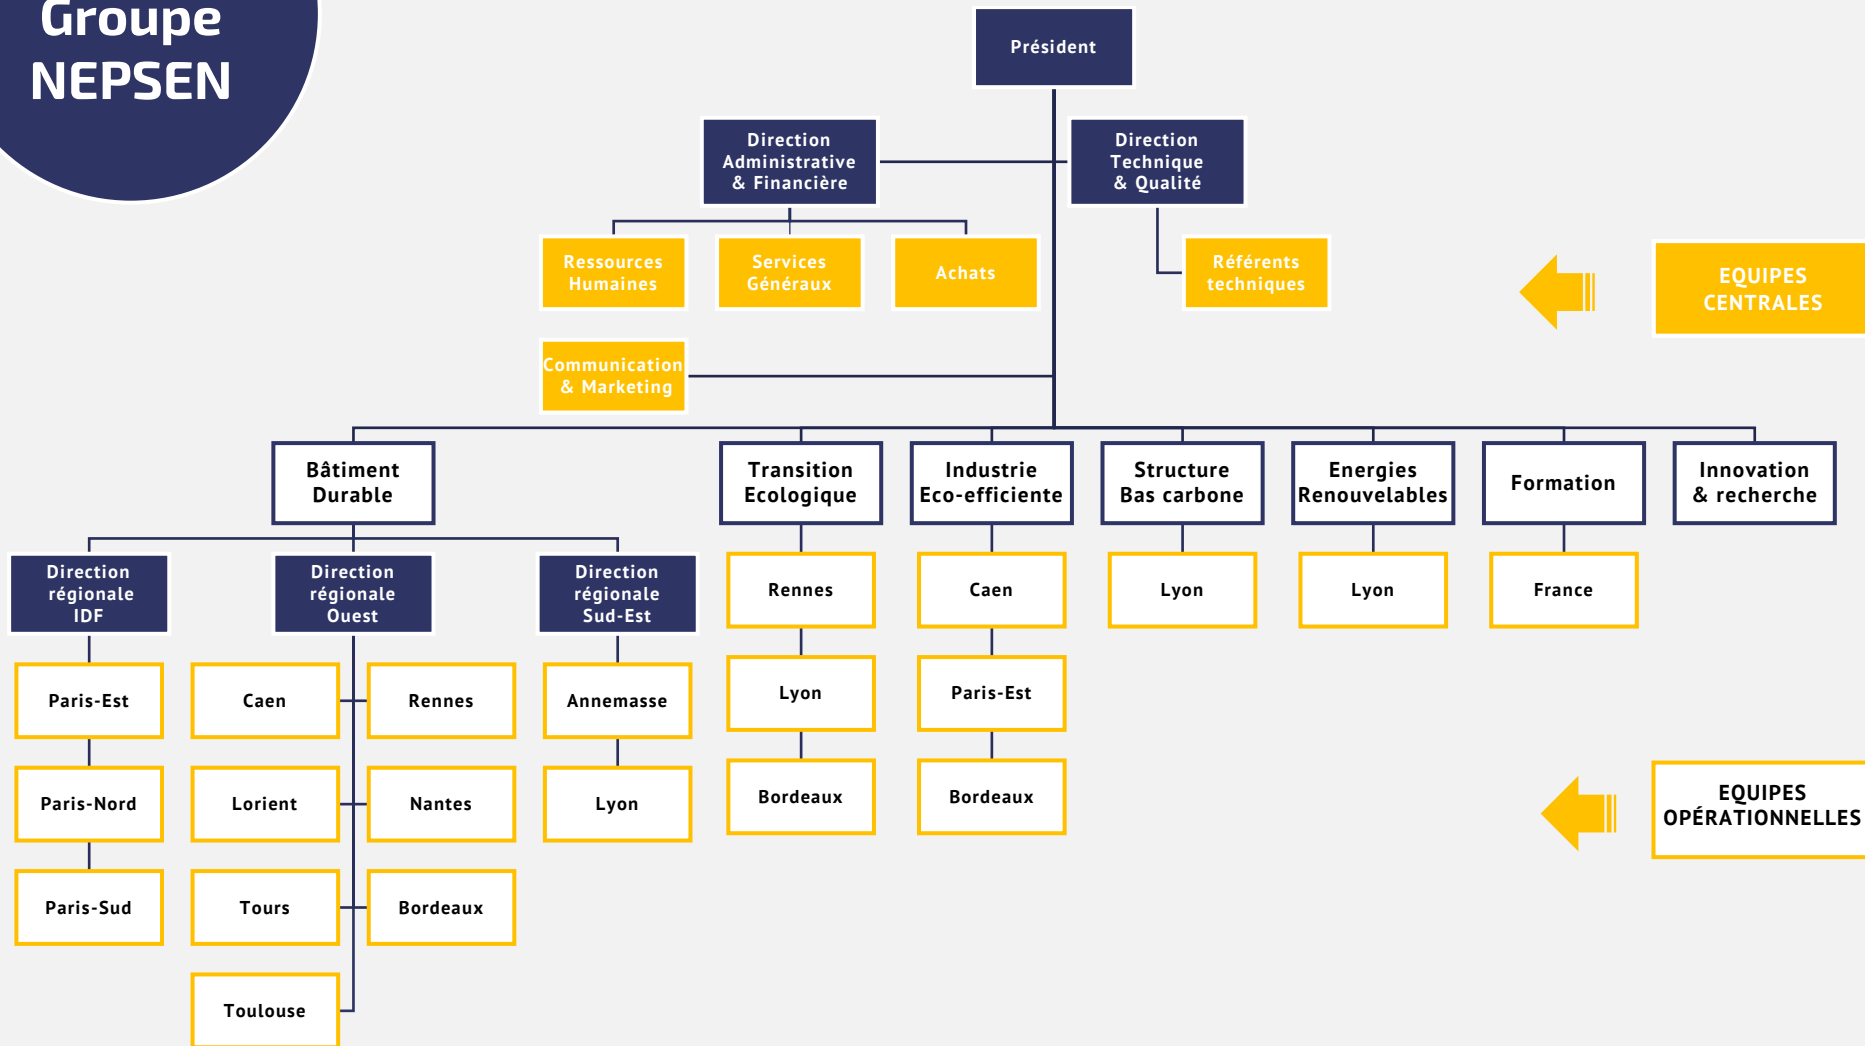 Groupe
NEPSEN
Président
Direction
Administrative
& Financière
Direction
Technique
& Qualité
Ressources
Humaines
Services
Généraux
Achats
Référents
techniques
EQUIPES
CENTRALES
Communication
& Marketing
Bâtiment
Durable
Transition
Ecologique
Industrie
Eco-efficiente
Structure
Bas carbone
Energies
Renouvelables
Formation
Innovation
& recherche
Direction
régionale
IDF
Direction
régionale
Ouest
Direction
régionale
Sud-Est
Rennes
Caen
Lyon
Lyon
France
Paris-Est
Caen
Rennes
Annemasse
Lyon
Paris-Est
Paris-Nord
Lorient
Nantes
Lyon
Bordeaux
Bordeaux
EQUIPES
OPÉRATIONNELLES
Paris-Sud
Tours
Bordeaux
Toulouse